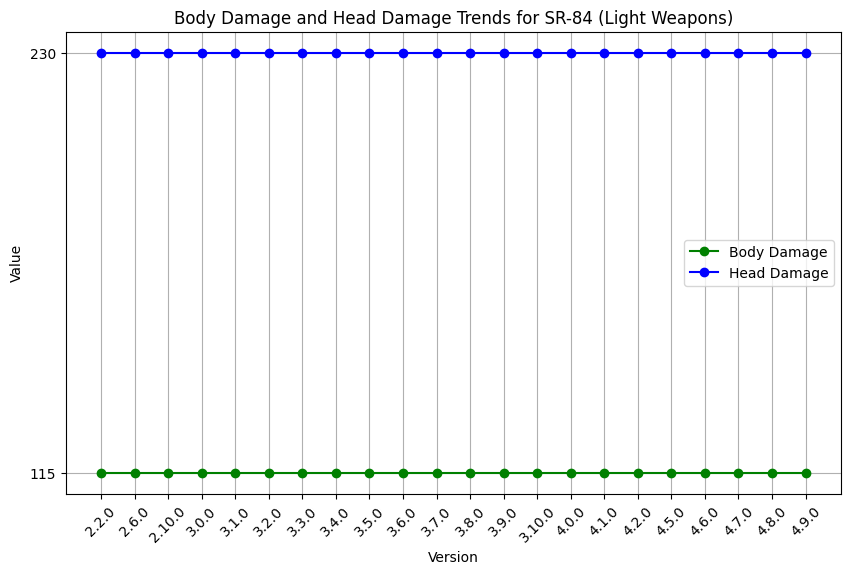 Body Damage and Head Damage Trends for SR-84 (Light Weapons)
230
115
Value
Body Damage
Head Damage
2.2.0 2.6.0 2.10.0 3.0.0 3.1.0 3.2.0 3.3.0 3.4.0 3.5.0 3.6.0 3.7.0 3.8.0 3.9.0 3.10.0 4.0.0 4.1.0 4.2.0 4.5.0 4.6.0 4.7.0 4.8.0 4.9.0
Version